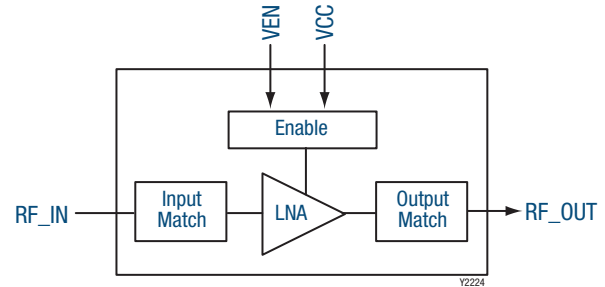 VEN
VCC
Enable
RF_IN
Input
Match
LNA
Output
Match
RF_OUT
Y2224